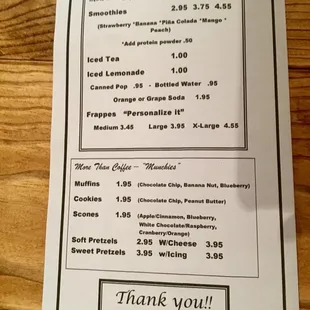 Smoothies 2.95 3.75 4.55
(Strawberry *Banana *Piña Colada *Mango *
Peach)
*Add protein powder .50
Iced Tea 1.00
Iced Lemonade 1.00
Canned Pop .95 - Bottled Water .95
Orange or Grape Soda 1.95
Frappes "Personalize it"
Medium 3.45 Large 3.95 X-Large 4.55
More Than Coffee – "Munchies"
Muffins 1.95 (Chocolate Chip, Banana Nut, Blueberry)
Cookies 1.95 (Chocolate Chip, Peanut Butter)
Scones 1.95 (Apple/Cinnamon, Blueberry,
White Chocolate/Raspberry,
Cranberry/Orange)
Soft Pretzels 2.95 W/Cheese 3.95
Sweet Pretzels 3.95 w/Icing 3.95
Thank you!!